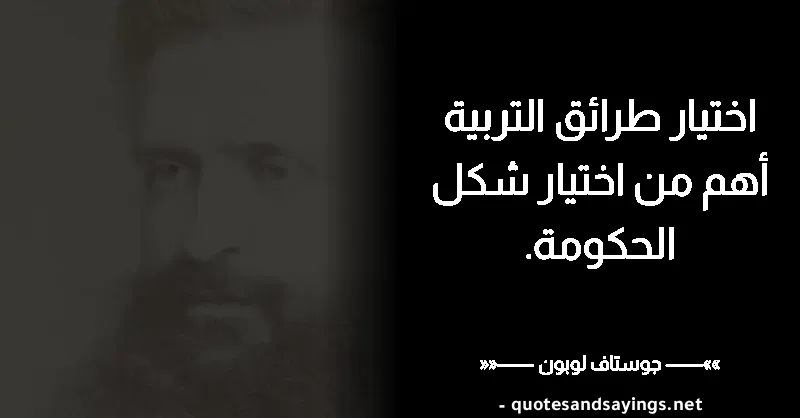 اختيار طرائق التربية
أهم من اختيار شكل
الحكومة.
»»—— جوستاف لوبون ——««
- quotesandsayings.net